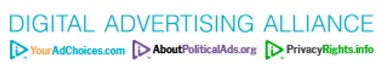 DIGITAL ADVERTISING ALLIANCE
YourAdChoices.com AboutPoliticalAds.org PrivacyRights.info